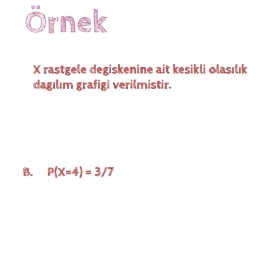 Örnek
X rastgele degiskenine ait kesikli olasılık
dagılım grafigi verilmistir.
B. P(X=4) = 3/7